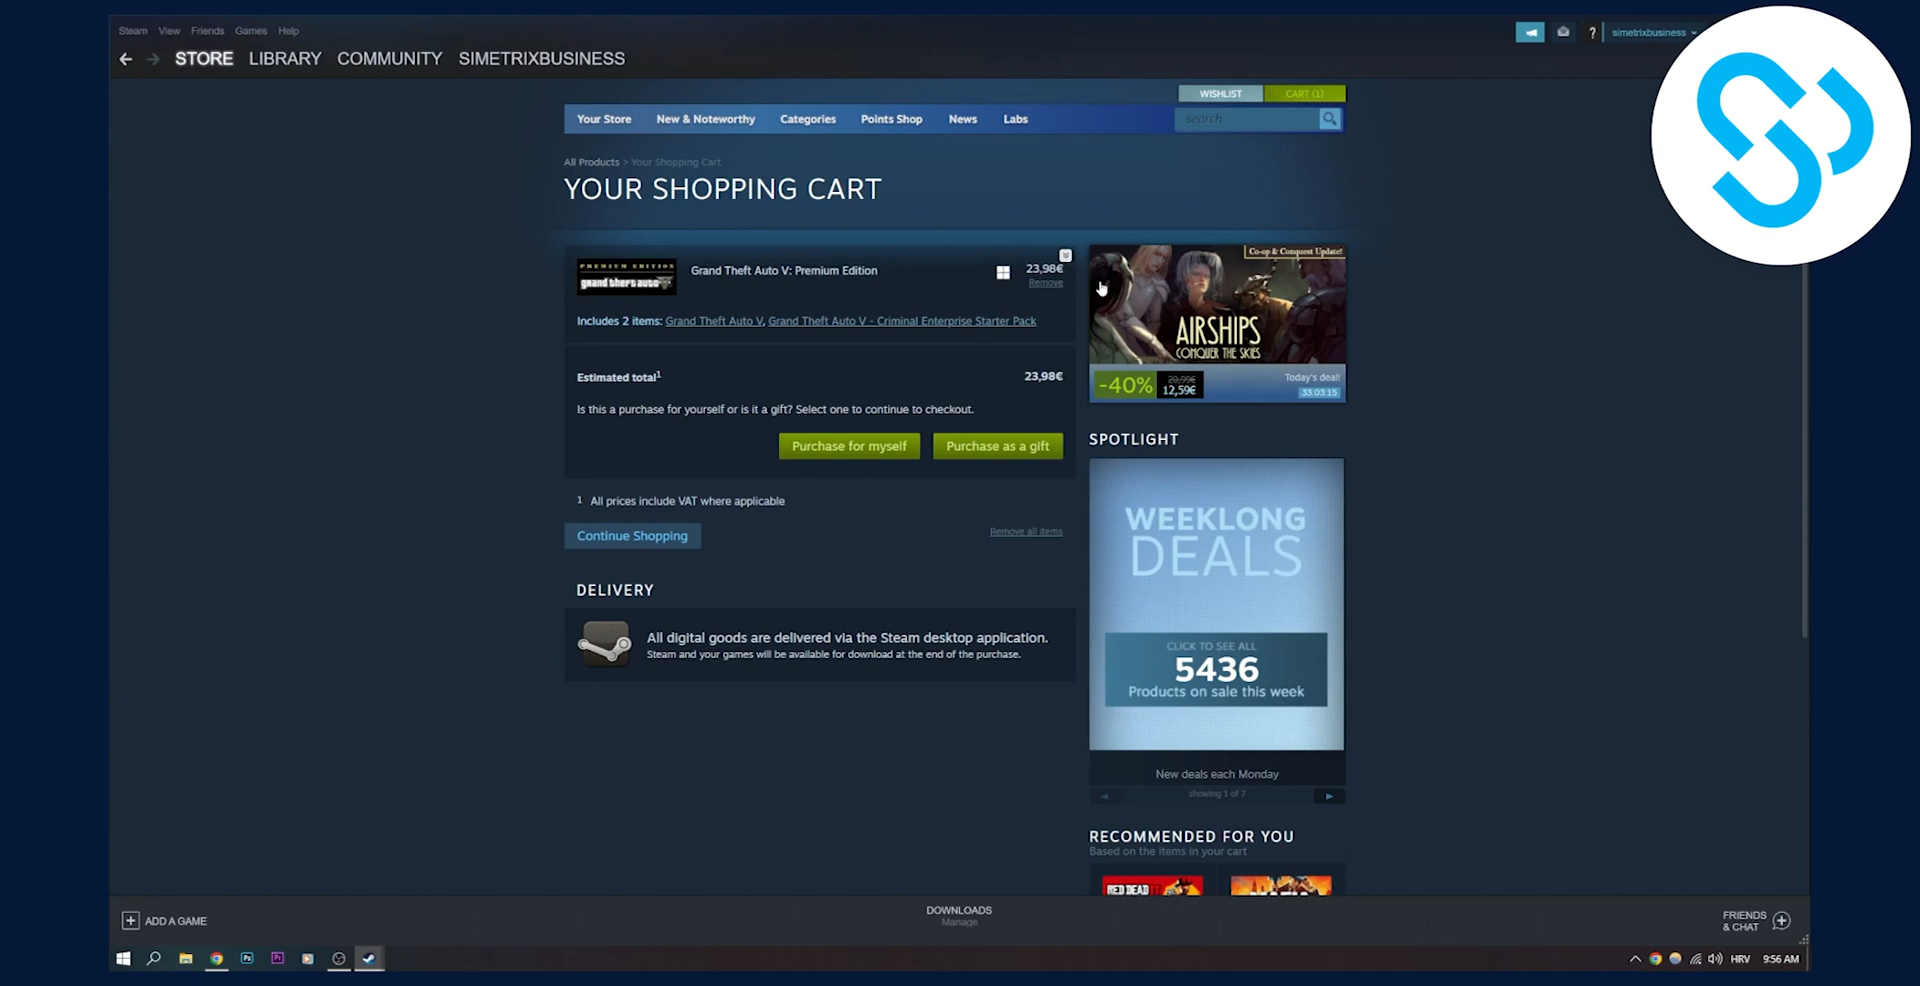 Steam View Friends Games Help
? simetrixbusiness
STORE LIBRARY COMMUNITY SIMETRIXBUSINESS
WISHLIST CART (1)
Your Store New & Noteworthy Categories Points Shop News Labs search
All Products > Your Shopping Cart
YOUR SHOPPING CART
PREMIUM EDITION
grand theft auto V
Grand Theft Auto V: Premium Edition
23,98€
Remove
Includes 2 items: Grand Theft Auto V, Grand Theft Auto V - Criminal Enterprise Starter Pack
Estimated total1 23,98€
Is this a purchase for yourself or is it a gift? Select one to continue to checkout.
Purchase for myself Purchase as a gift
1 All prices include VAT where applicable
Continue Shopping Remove all items
DELIVERY
All digital goods are delivered via the Steam desktop application.
Steam and your games will be available for download at the end of the purchase.
Co-op & Conquest Update!
AIRSHIPS
CONQUER THE SKIES
-40% 20,99€ 12,59€
Today's deal!
33:03:15
SPOTLIGHT
WEEKLONG
DEALS
CLICK TO SEE ALL
5436
Products on sale this week
New deals each Monday
showing 1 of 7
RECOMMENDED FOR YOU
Based on the items in your cart
RED DEAD
ADD A GAME
DOWNLOADS
Manage
FRIENDS
& CHAT
Ps Pr
HRV 9:56 AM